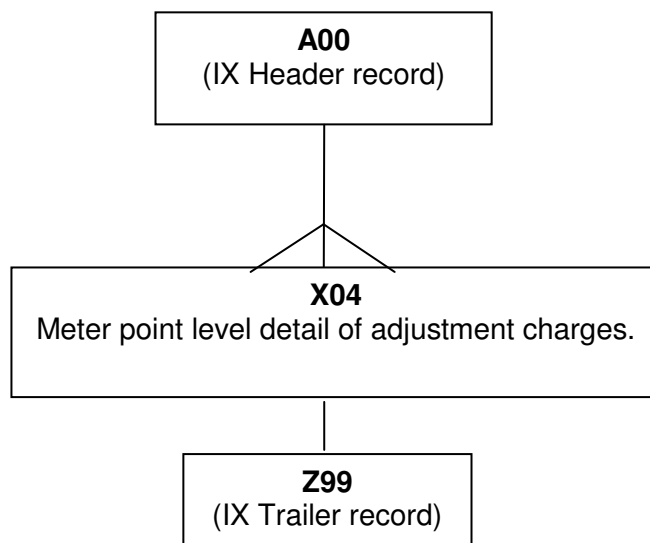 A00
(IX Header record)
X04
Meter point level detail of adjustment charges.
Z99
(IX Trailer record)